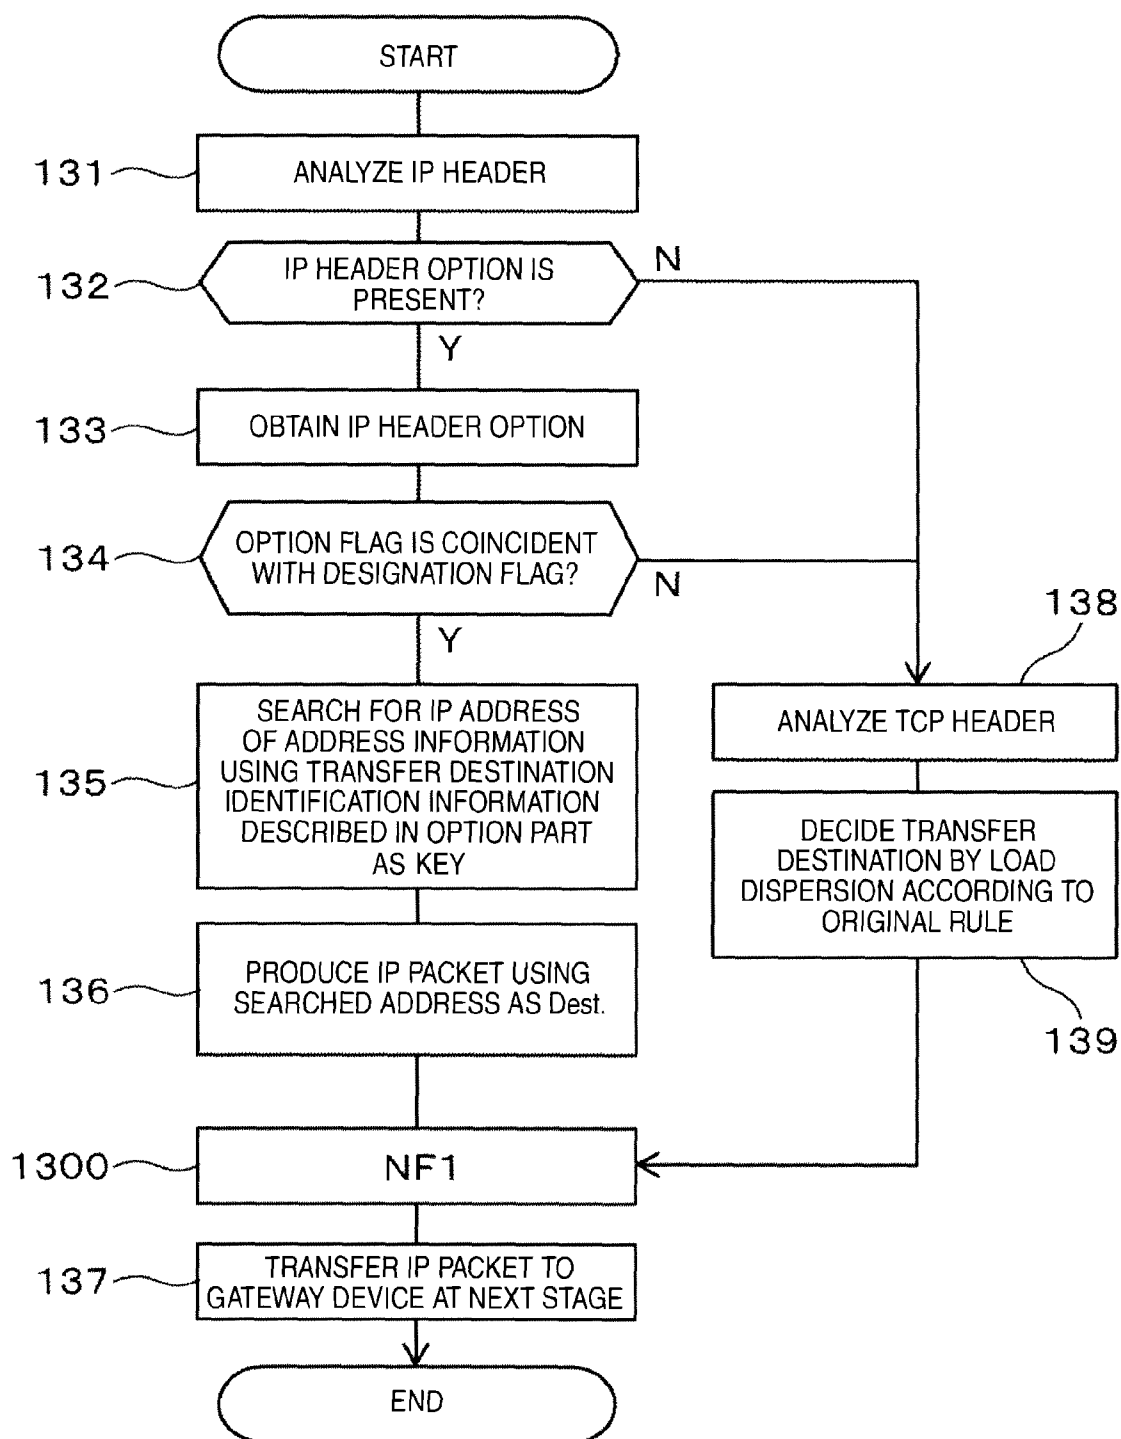 START
131
ANALYZE IP HEADER
132
IP HEADER OPTION IS
PRESENT?
N
Y
133
OBTAIN IP HEADER OPTION
134
OPTION FLAG IS COINCIDENT
WITH DESIGNATION FLAG?
N
Y
138
ANALYZE TCP HEADER
135
SEARCH FOR IP ADDRESS
OF ADDRESS INFORMATION
USING TRANSFER DESTINATION
IDENTIFICATION INFORMATION
DESCRIBED IN OPTION PART
AS KEY
DECIDE TRANSFER
DESTINATION BY LOAD
DISPERSION ACCORDING TO
ORIGINAL RULE
139
136
PRODUCE IP PACKET USING
SEARCHED ADDRESS AS Dest.
1300
NF1
137
TRANSFER IP PACKET TO
GATEWAY DEVICE AT NEXT STAGE
END